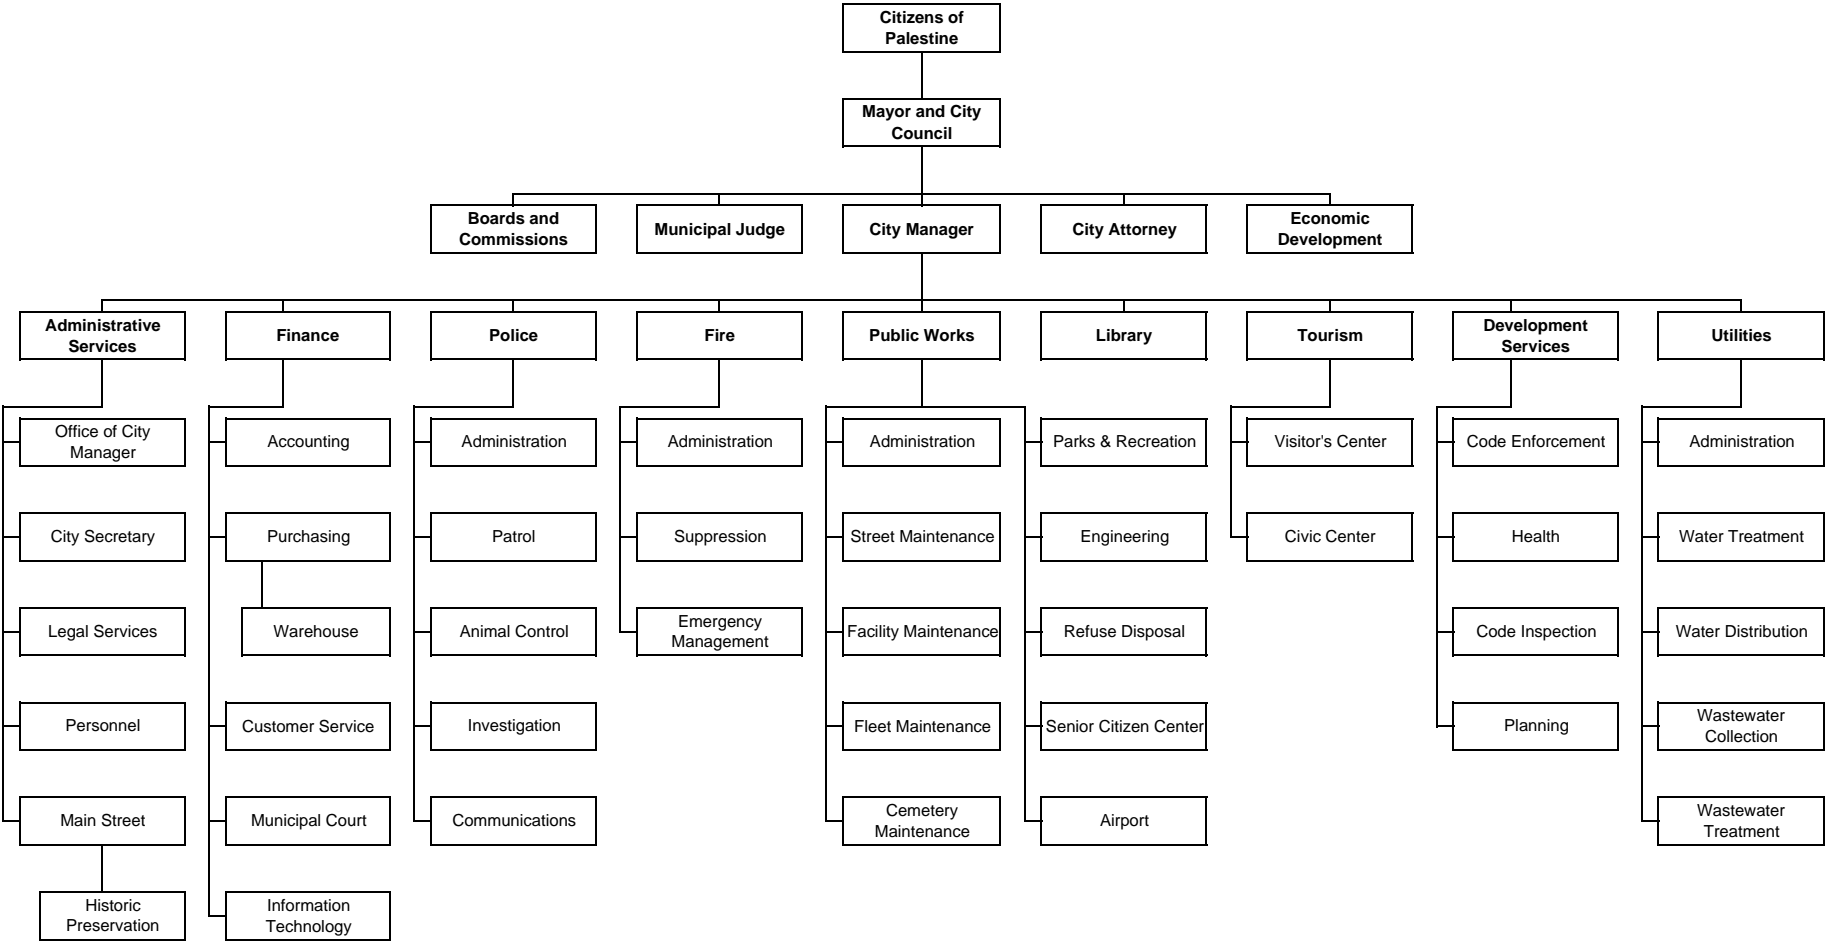 Citizens of
Palestine
Mayor and City
Council
Boards and
Commissions
Municipal Judge
City Manager
City Attorney
Economic
Development
Administrative
Services
Finance
Police
Fire
Public Works
Library
Tourism
Development
Services
Utilities
Office of City
Manager
Accounting
Administration
Administration
Administration
Parks & Recreation
Visitor's Center
Code Enforcement
Administration
City Secretary
Purchasing
Patrol
Suppression
Street Maintenance
Engineering
Civic Center
Health
Water Treatment
Legal Services
Warehouse
Animal Control
Emergency
Management
Facility Maintenance
Refuse Disposal
Code Inspection
Water Distribution
Personnel
Customer Service
Investigation
Fleet Maintenance
Senior Citizen Center
Planning
Wastewater
Collection
Main Street
Municipal Court
Communications
Cemetery
Maintenance
Airport
Wastewater
Treatment
Historic
Preservation
Information
Technology